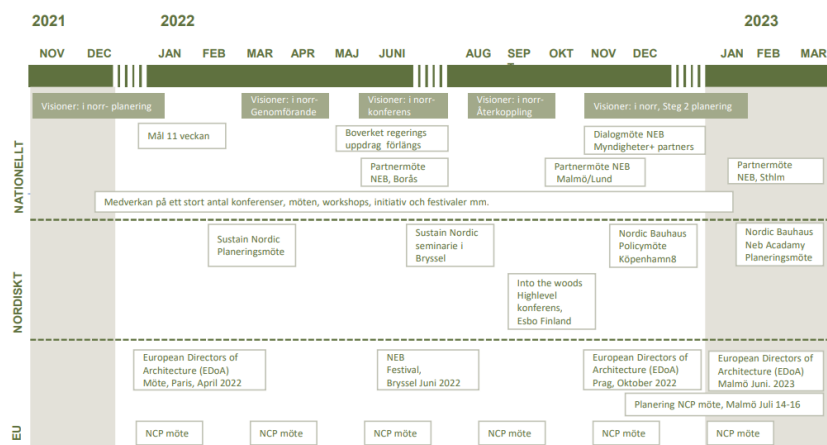 2021
2022
2023
NOV
DEC
JAN
FEB
MAR
APR
MAJ
JUNI
AUG
SEP
OKT
NOV
DEC
JAN
FEB
MAR
NATIONELLT
Visioner: i norr- planering
Visioner: i norr-
Genomförande
Visioner: i norr-
konferens
Visioner: i norr-
Återkoppling
Visioner: i norr, Steg 2 planering
Mål 11 veckan
Boverket regerings
uppdrag förlängs
Dialogmöte NEB
Myndigheter+ partners
Partnermöte
NEB, Borås
Partnermöte NEB
Malmö/Lund
Partnermöte
NEB, Sthlm
Medverkan på ett stort antal konferenser, möten, workshops, initiativ och festivaler mm.
NORDISKT
Sustain Nordic
Planeringsmöte
Sustain Nordic
seminarie i
Bryssel
Nordic Bauhaus
Policymöte
Köpenhamn8
Nordic Bauhaus
Neb Acadamy
Planeringsmöte
Into the woods
Highlevel
konferens,
Esbo Finland
EU
European Directors of
Architecture (EDoA)
Möte, Paris, April 2022
NEB
Festival,
Bryssel Juni 2022
European Directors of
Architecture (EDoA)
Prag, Oktober 2022
European Directors of
Architecture (EDoA)
Malmö Juni. 2023
Planering NCP möte, Malmö Juli 14-16
NCP möte
NCP möte
NCP möte
NCP möte
NCP möte
NCP möte